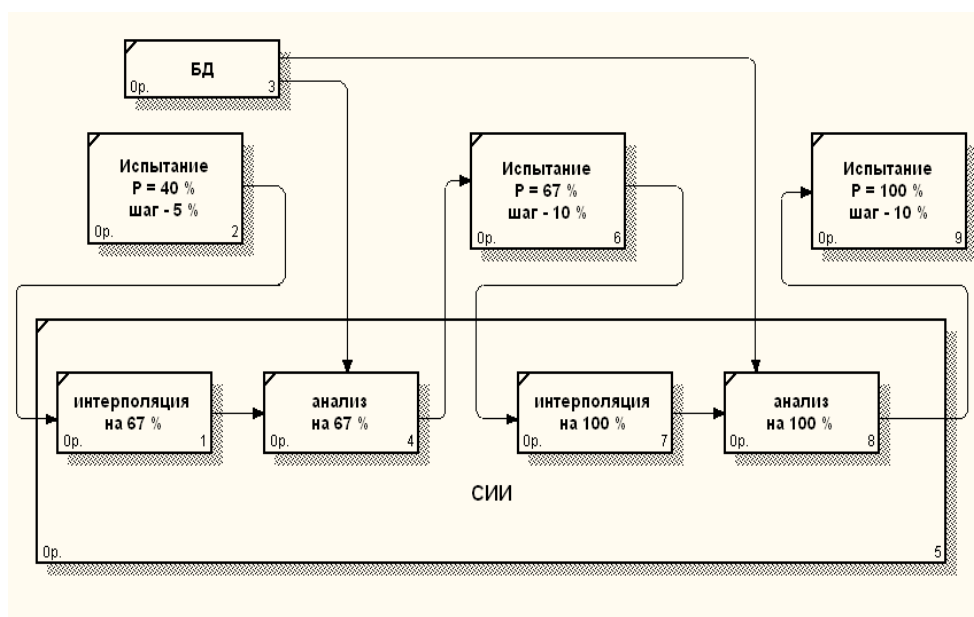 БД
0р. 3
Испытание
P = 40 %
шаг - 5 %
0р. 2
Испытание
P = 67 %
шаг - 10 %
0р. 6
Испытание
P = 100 %
шаг - 10 %
0р. 9
интерполяция
на 67 %
0р. 1
анализ
на 67 %
0р. 4
интерполяция
на 100 %
0р. 7
анализ
на 100 %
0р. 8
СИИ
0р. 5